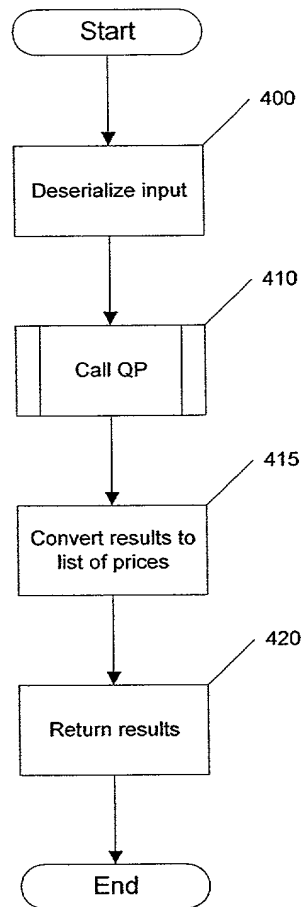 Start
400
Deserialize input
410
Call QP
415
Convert results to
list of prices
420
Return results
End